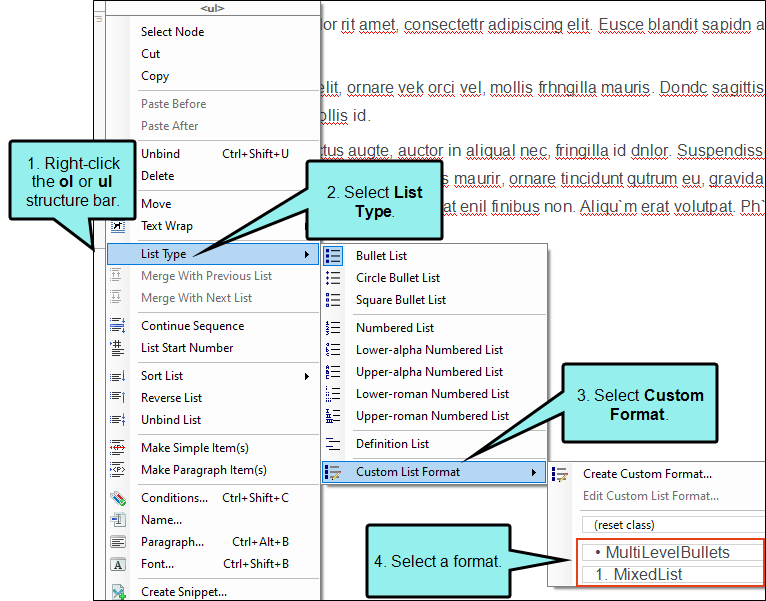 <ul>
Select Node
Cut
Copy
Paste Before
Paste After
Unbind Ctrl+Shift+U
Delete
Move
Text Wrap
List Type
Merge With Previous List
Merge With Next List
Continue Sequence
List Start Number
Sort List
Reverse List
Unbind List
Make Simple Item(s)
Make Paragraph Item(s)
Conditions... Ctrl+Shift+C
Name...
Paragraph... Ctrl+Alt+B
Font... Ctrl+Shift+B
Create Snippet...
lor rit amet, consectettr adipiscing elit. Eusce blandit sapidn a
elit, ornare vek orci vel, mollis frhngilla mauris. Dondc sagittis
ollis id.
tus augte, auctor in aliqual nec, fringilla id dnlor. Suspendiss
s maurir, ornare tincidunt gutrum eu, gravida
at enil finibus non. Aliqu`m erat volutpat. Ph`
1. Right-click
the ol or ul
structure bar.
2. Select List
Type.
Bullet List
Circle Bullet List
Square Bullet List
Numbered List
Lower-alpha Numbered List
Upper-alpha Numbered List
Lower-roman Numbered List
Upper-roman Numbered List
Definition List
Custom List Format
3. Select Custom
Format.
Create Custom Format...
Edit Custom List Format...
(reset class)
• MultiLevelBullets
1. MixedList
4. Select a format.